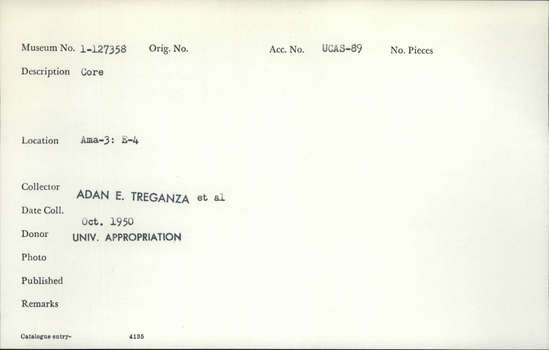 Museum No. 1-127358 Orig. No. Acc. No. UCAS-89 No. Pieces
Description Core
Location Ama-3: E-4
Collector ADAN E. TREGANZA et al
Date Coll. Oct. 1950
Donor UNIV. APPROPRIATION
Photo
Published
Remarks
Catalogue entry- 4135